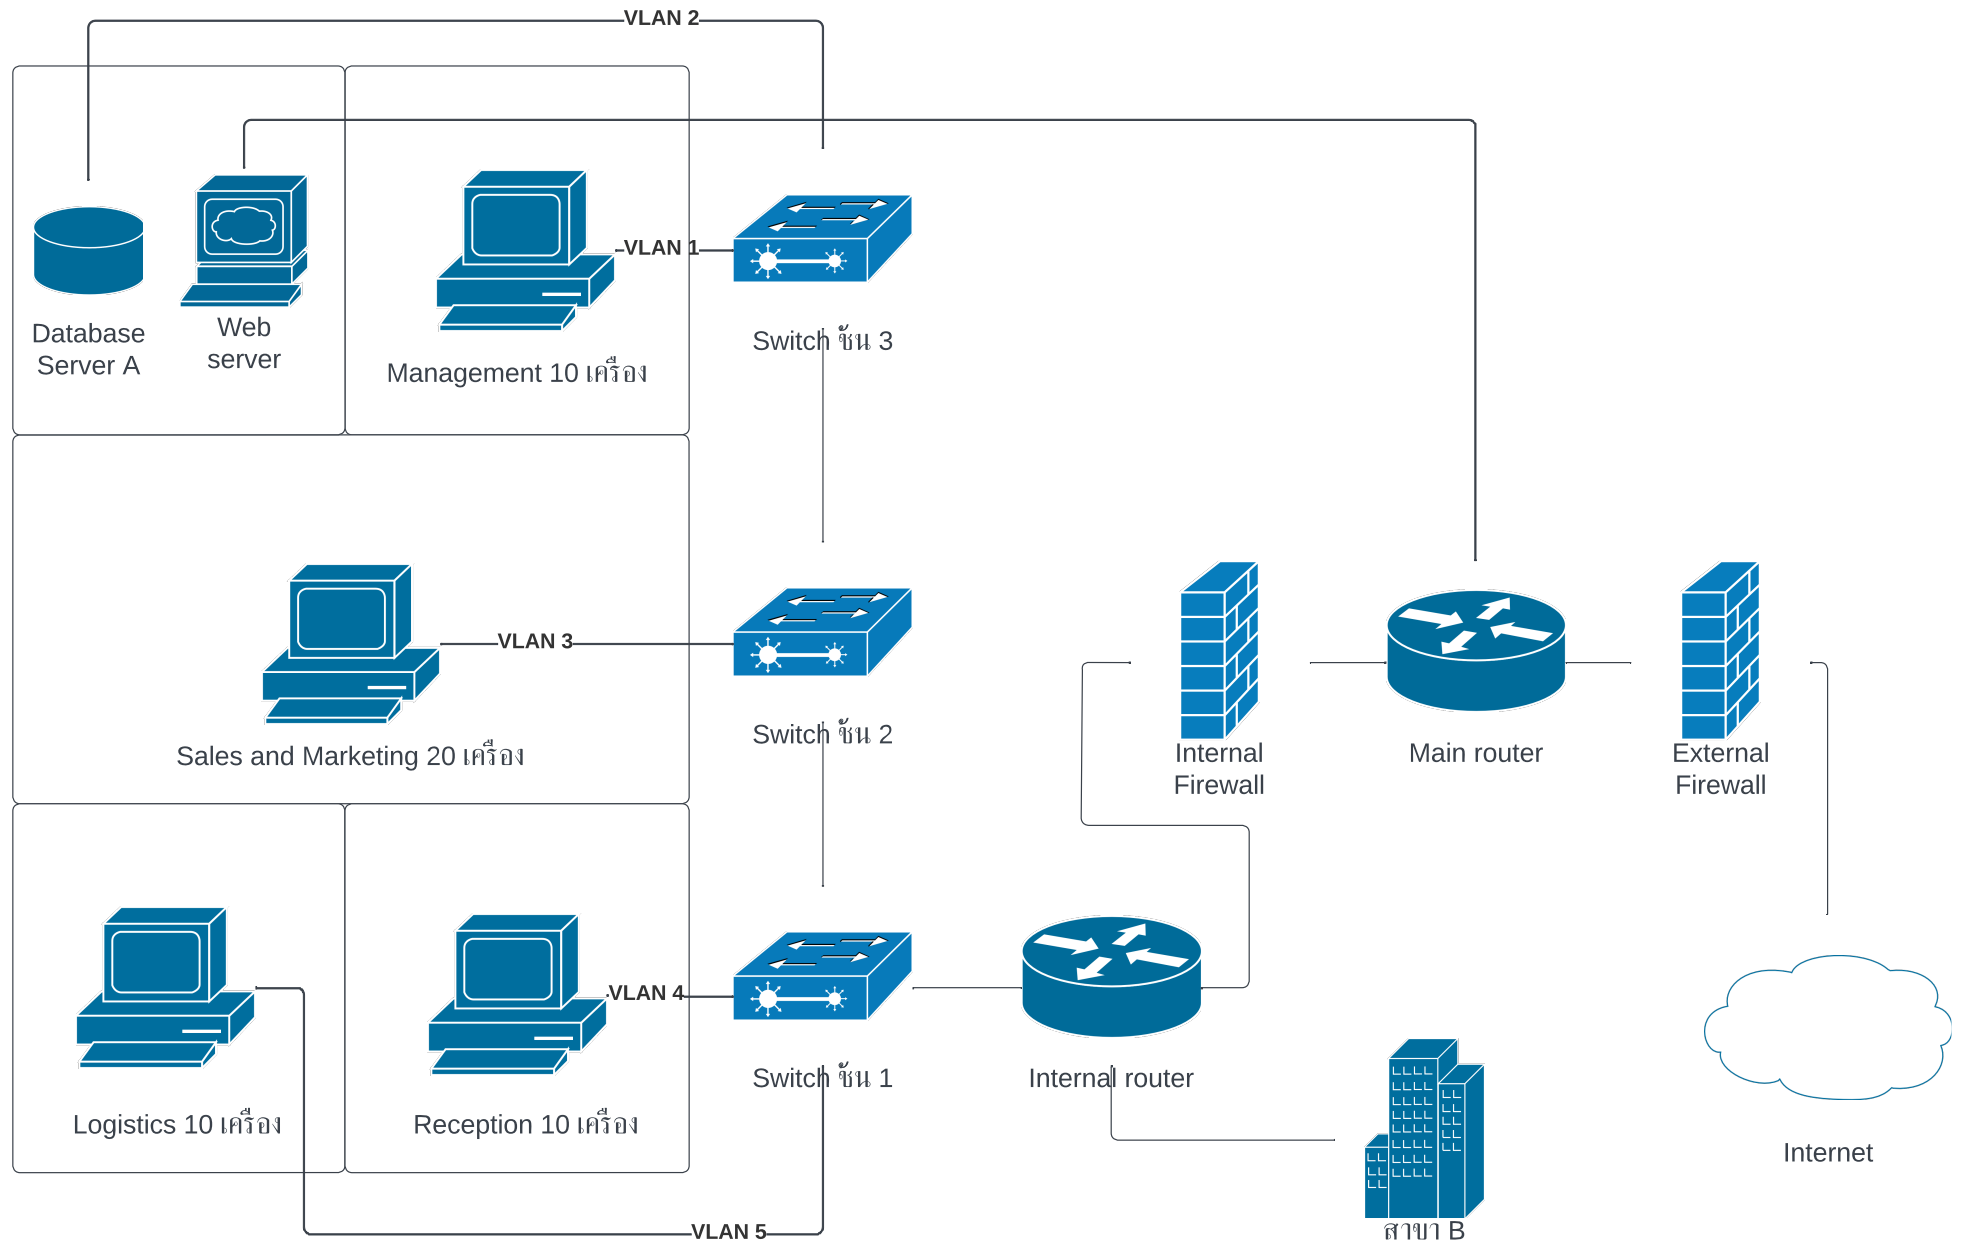 VLAN 2
Database
Server A
Web
server
Management 10 เครื่อง
VLAN 1
Switch ชั้น 3
Sales and Marketing 20 เครื่อง
VLAN 3
Switch ชั้น 2
Internal
Firewall
Main router
External
Firewall
Logistics 10 เครื่อง
Reception 10 เครื่อง
VLAN 4
Switch ชั้น 1
Internal router
Internet
VLAN 5
สาขา B